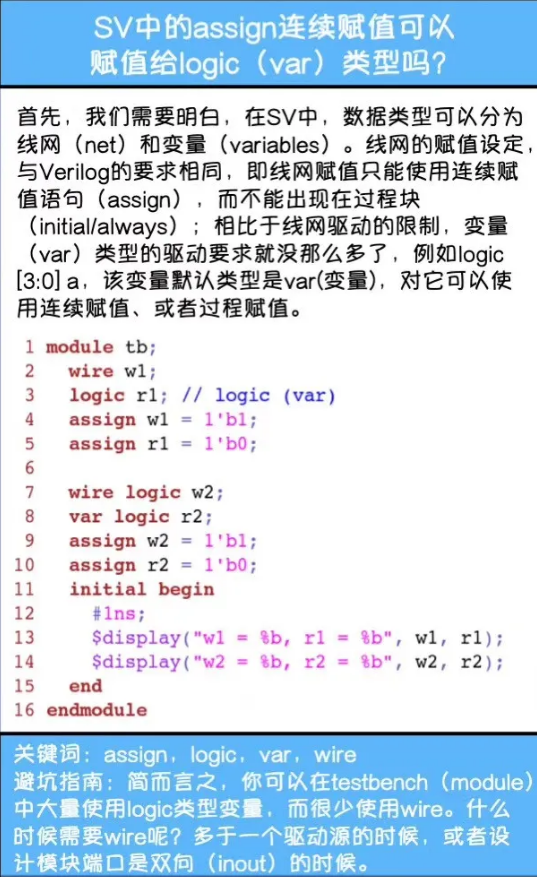 SV中的assign连续赋值可以
赋值给logic（var）类型吗？
首先，我们需要明白，在SV中，数据类型可以分为
线网（net）和变量（variables）。线网的赋值设定，
与Verilog的要求相同，即线网赋值只能使用连续赋
值语句（assign），而不能出现在过程块
（initial/always）；相比于线网驱动的限制，变量
（var）类型的驱动要求就没那么多了，例如logic
[3:0] a，该变量默认类型是var(变量)，对它可以使
用连续赋值、或者过程赋值。
1 module tb;
2   wire w1;
3   logic r1; // logic (var)
4   assign w1 = 1'b1;
5   assign r1 = 1'b0;
6
7   wire logic w2;
8   var logic r2;
9   assign w2 = 1'b1;
10   assign r2 = 1'b0;
11   initial begin
12     #1ns;
13     $display("w1 = %b, r1 = %b", w1, r1);
14     $display("w2 = %b, r2 = %b", w2, r2);
15   end
16 endmodule
关键词：assign，logic，var，wire
避坑指南：简而言之，你可以在testbench（module）
中大量使用logic类型变量，而很少使用wire。什么
时候需要wire呢？多于一个驱动源的时候，或者设
计模块端口是双向（inout）的时候。